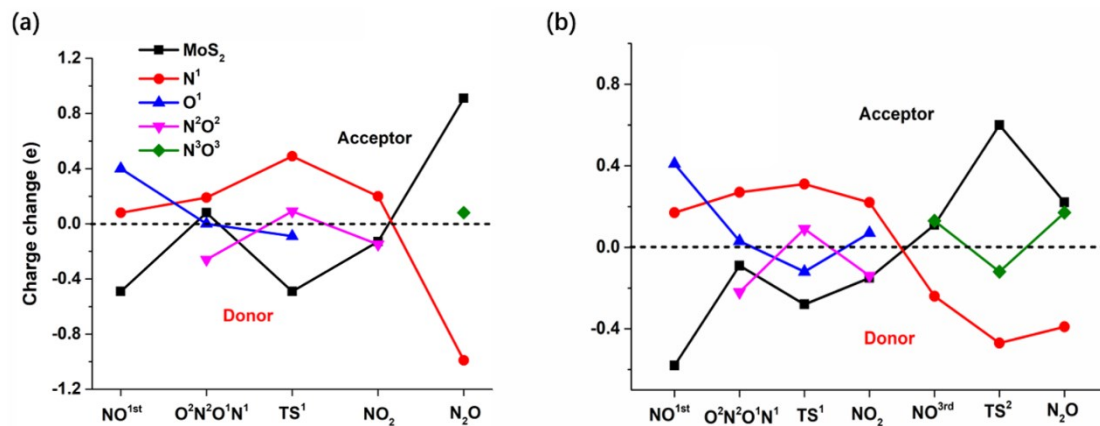 (a)
MoS₂
N¹
O¹
N²O²
N³O³
Acceptor
Donor
Charge change (e)
1.2
0.8
0.4
0.0
-0.4
-0.8
-1.2
NO¹ˢᵗ O²N²O¹N¹ TS¹ NO₂ N₂O
(b)
Acceptor
Donor
0.8
0.4
0.0
-0.4
NO¹ˢᵗ O²N²O¹N¹ TS¹ NO₂ NO³ʳᵈ TS² N₂O